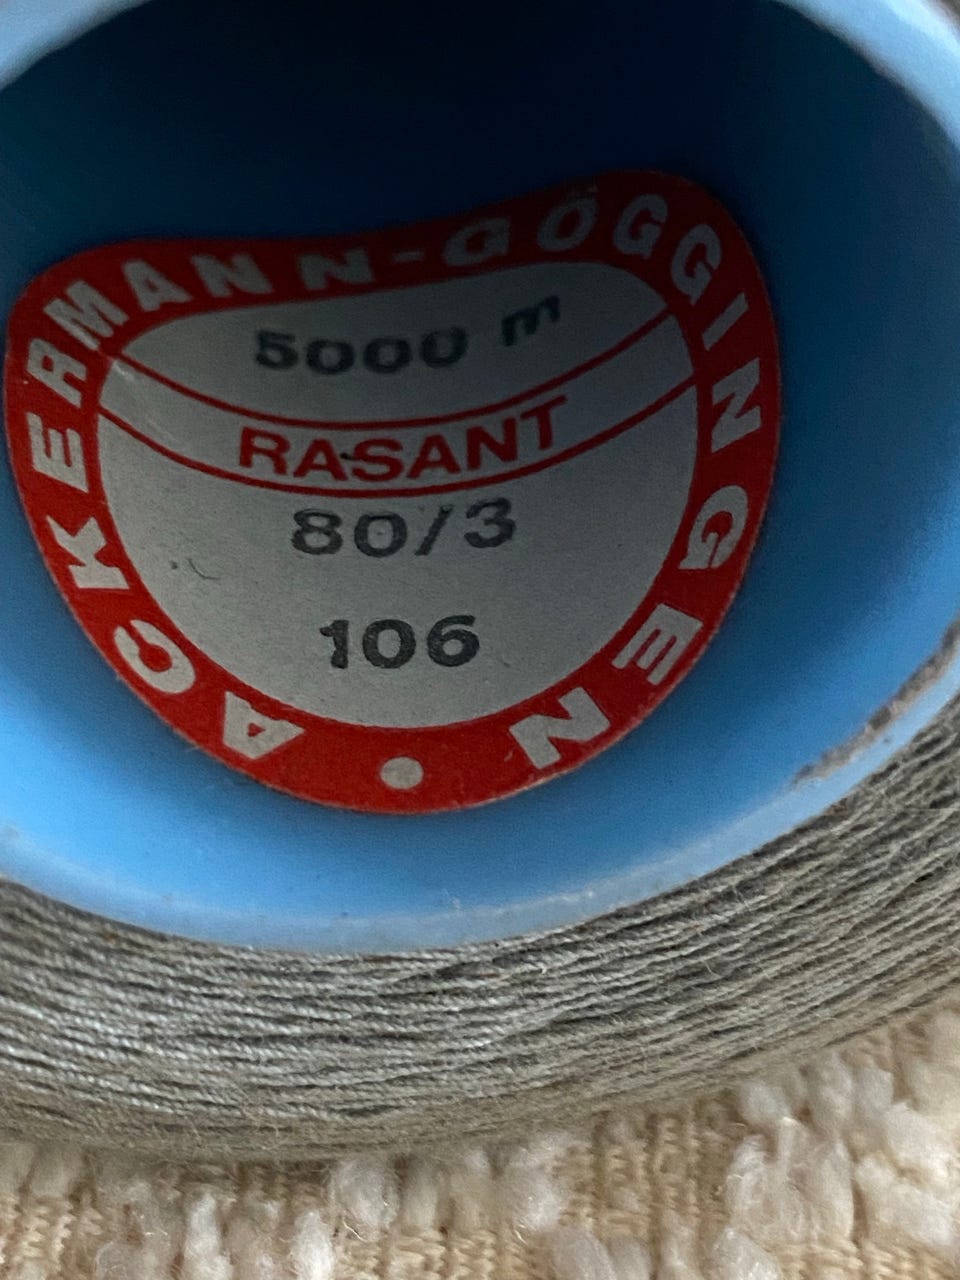 ACKERMANN-GÖGGINGEN •
5000 m
RASANT
80/3
106